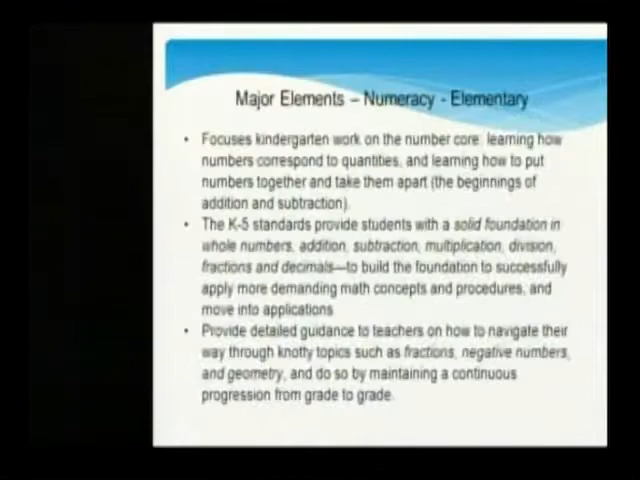 Major Elements – Numeracy - Elementary
• Focuses kindergarten work on the number core: learning how
numbers correspond to quantities, and learning how to put
numbers together and take them apart (the beginnings of
addition and subtraction).
• The K-5 standards provide students with a solid foundation in
whole numbers, addition, subtraction, multiplication, division,
fractions and decimals—to build the foundation to successfully
apply more demanding math concepts and procedures, and
move into applications
• Provide detailed guidance to teachers on how to navigate their
way through knotty topics such as fractions, negative numbers,
and geometry, and do so by maintaining a continuous
progression from grade to grade.